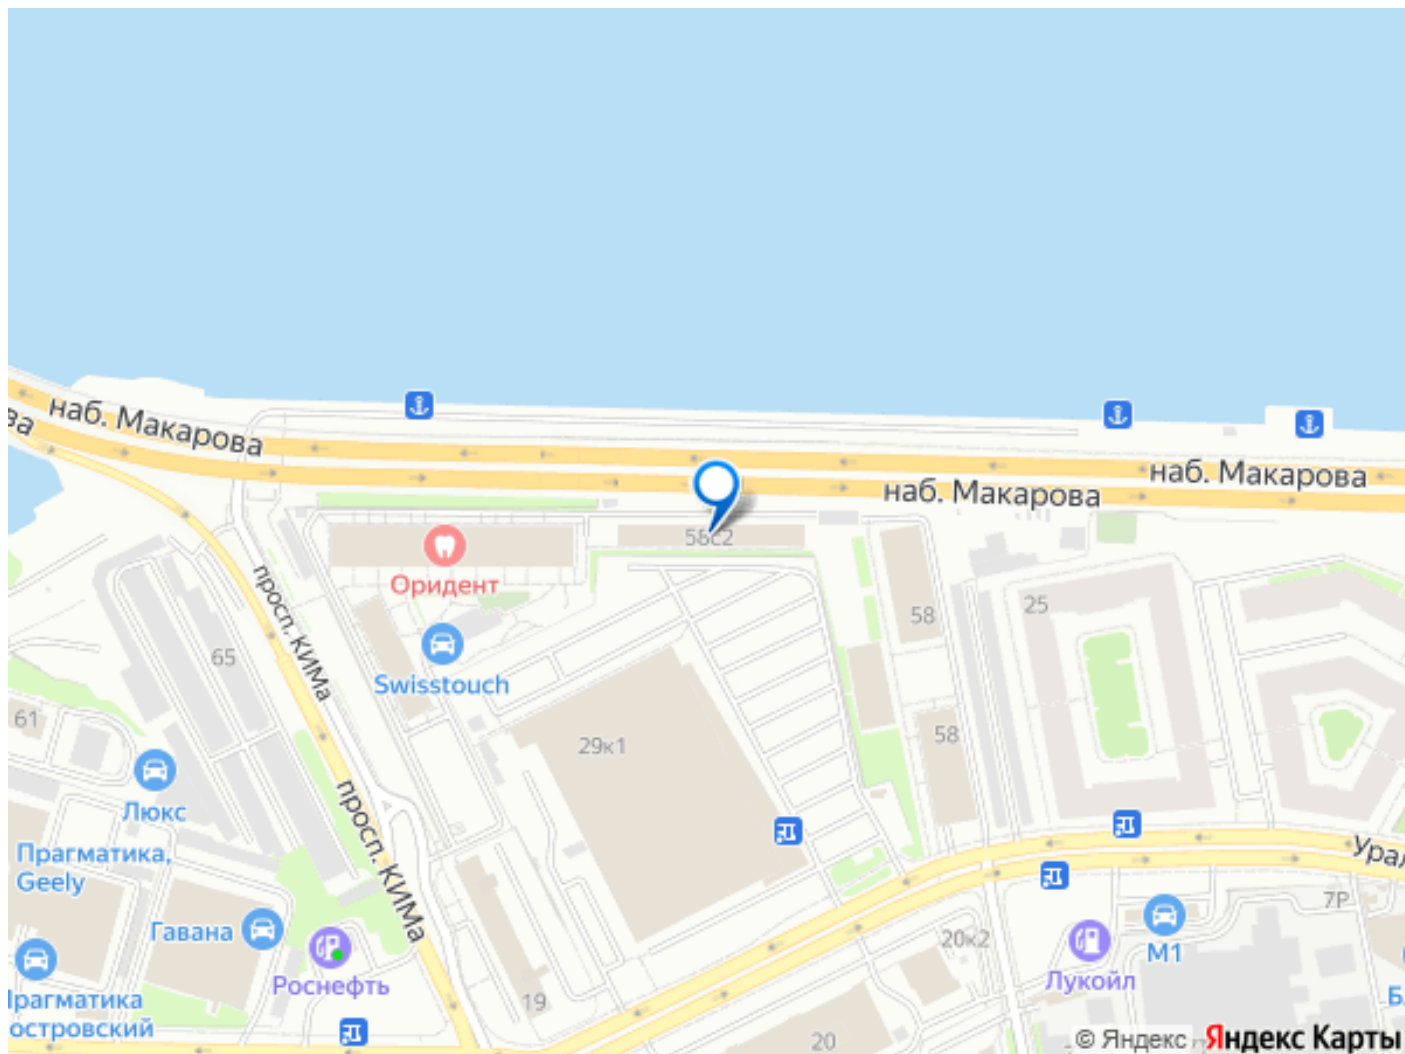 наб. Макарова
ва
наб. Макарова
наб. Макарова
58с2
Оридент
просп. КИМа
58
25
65
Swisstouch
61
58
29к1
Люкс
просп. КИМа
Прагматика,
Geely
Урал
7Р
Гавана
20к2
М1
Роснефть
Лукойл
Прагматика
островский
19
20
Б
© Яндекс Яндекс Карты